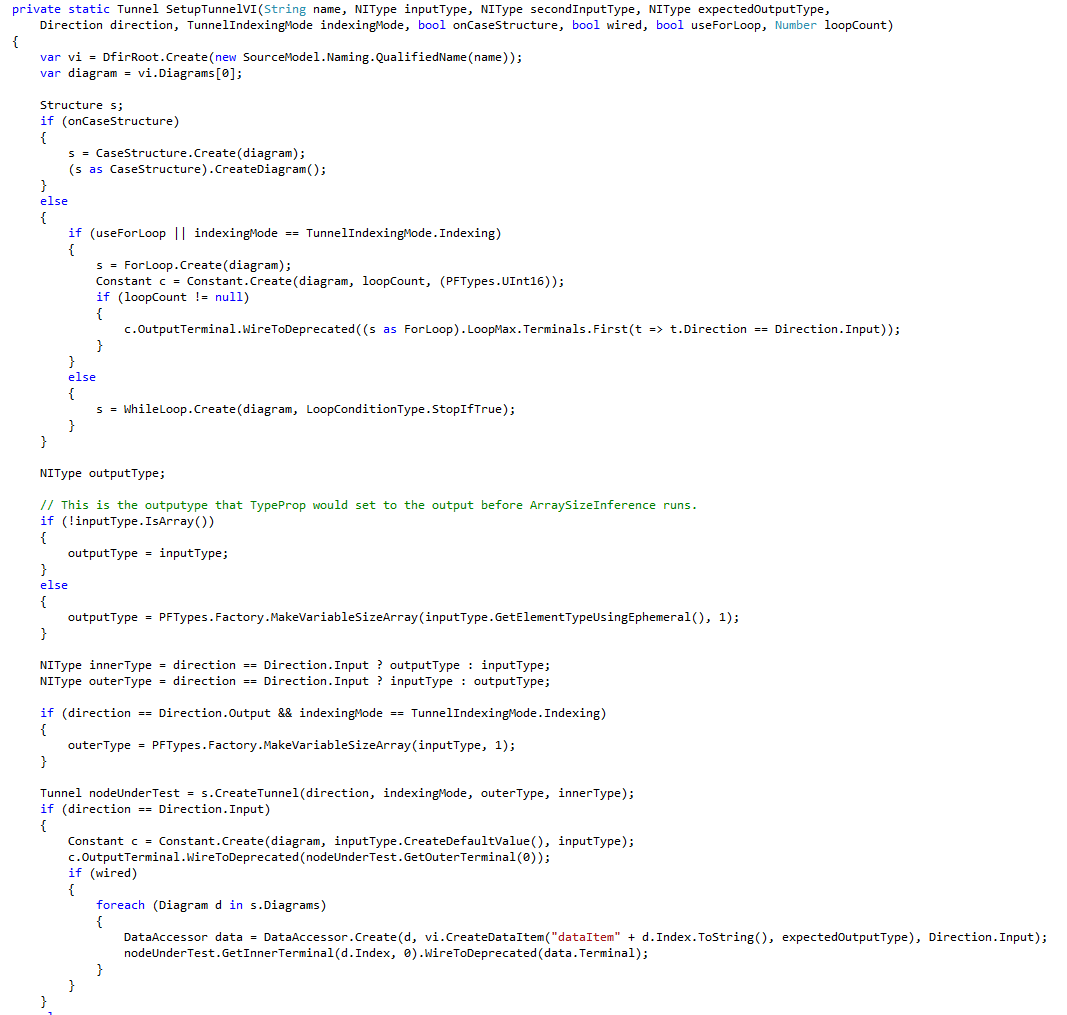 private static Tunnel SetupTunnelVI(String name, NIType inputType, NIType secondInputType, NIType expectedOutputType,
    Direction direction, TunnelIndexingMode indexingMode, bool onCaseStructure, bool wired, bool useForLoop, Number loopCount)
{
    var vi = DfirRoot.Create(new SourceModel.Naming.QualifiedName(name));
    var diagram = vi.Diagrams[0];

    Structure s;
    if (onCaseStructure)
    {
        s = CaseStructure.Create(diagram);
        (s as CaseStructure).CreateDiagram();
    }
    else
    {
        if (useForLoop || indexingMode == TunnelIndexingMode.Indexing)
        {
            s = ForLoop.Create(diagram);
            Constant c = Constant.Create(diagram, loopCount, (PFTypes.UInt16));
            if (loopCount != null)
            {
                c.OutputTerminal.WireToDeprecated((s as ForLoop).LoopMax.Terminals.First(t => t.Direction == Direction.Input));
            }
        }
        else
        {
            s = WhileLoop.Create(diagram, LoopConditionType.StopIfTrue);
        }
    }

    NIType outputType;

    // This is the outputype that TypeProp would set to the output before ArraySizeInference runs.
    if (!inputType.IsArray())
    {
        outputType = inputType;
    }
    else
    {
        outputType = PFTypes.Factory.MakeVariableSizeArray(inputType.GetElementTypeUsingEphemeral(), 1);
    }

    NIType innerType = direction == Direction.Input ? outputType : inputType;
    NIType outerType = direction == Direction.Input ? inputType : outputType;

    if (direction == Direction.Output && indexingMode == TunnelIndexingMode.Indexing)
    {
        outerType = PFTypes.Factory.MakeVariableSizeArray(inputType, 1);
    }

    Tunnel nodeUnderTest = s.CreateTunnel(direction, indexingMode, outerType, innerType);
    if (direction == Direction.Input)
    {
        Constant c = Constant.Create(diagram, inputType.CreateDefaultValue(), inputType);
        c.OutputTerminal.WireToDeprecated(nodeUnderTest.GetOuterTerminal(0));
        if (wired)
        {
            foreach (Diagram d in s.Diagrams)
            {
                DataAccessor data = DataAccessor.Create(d, vi.CreateDataItem("dataItem" + d.Index.ToString(), expectedOutputType), Direction.Input);
                nodeUnderTest.GetInnerTerminal(d.Index, 0).WireToDeprecated(data.Terminal);
            }
        }
    }